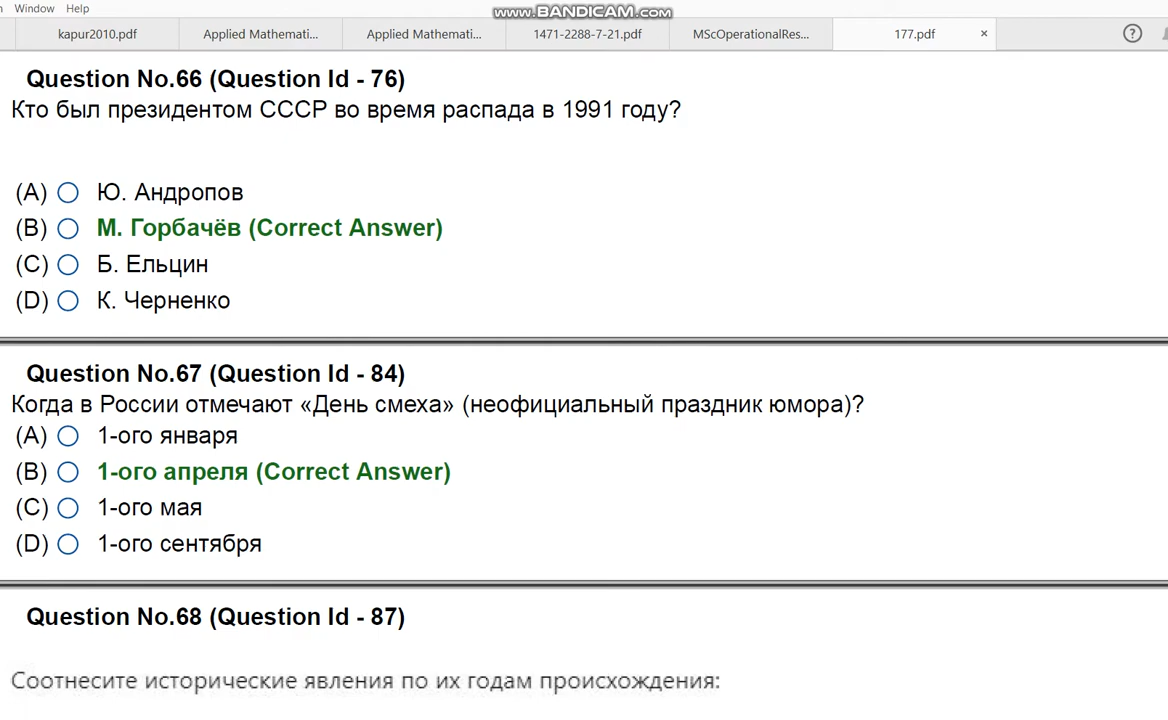 Window Help
www.BANDICAM.com
kapur2010.pdf
Applied Mathemati...
Applied Mathemati...
1471-2288-7-21.pdf
MScOperationalRes...
177.pdf
×
?
Question No.66 (Question Id - 76)
Кто был президентом СССР во время распада в 1991 году?
(A) Ю. Андропов
(B) М. Горбачёв (Correct Answer)
(C) Б. Ельцин
(D) К. Черненко
Question No.67 (Question Id - 84)
Когда в России отмечают «День смеха» (неофициальный праздник юмора)?
(A) 1-ого января
(B) 1-ого апреля (Correct Answer)
(C) 1-ого мая
(D) 1-ого сентября
Question No.68 (Question Id - 87)
Соотнесите исторические явления по их годам происхождения: